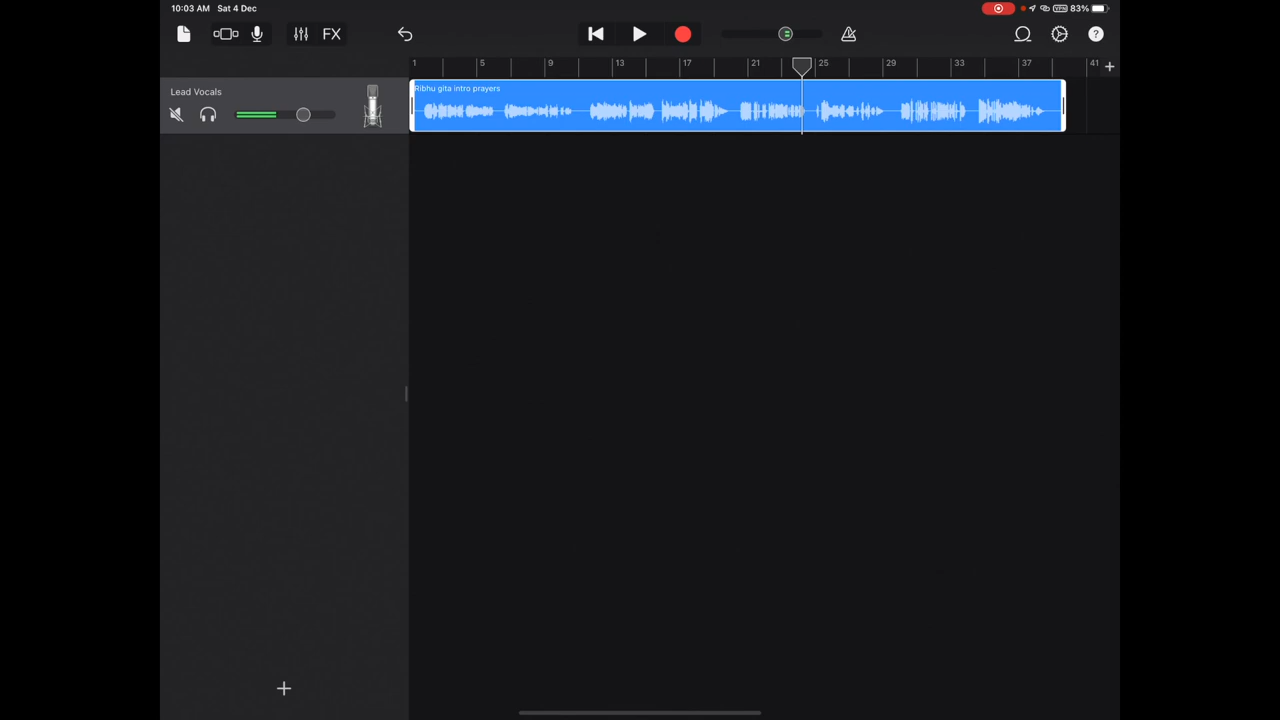 10:03 AM Sat 4 Dec VPN 83%
FX ?
1 5 9 13 17 21 25 29 33 37 41 +
Lead Vocals
Ribhu gita intro prayers
+